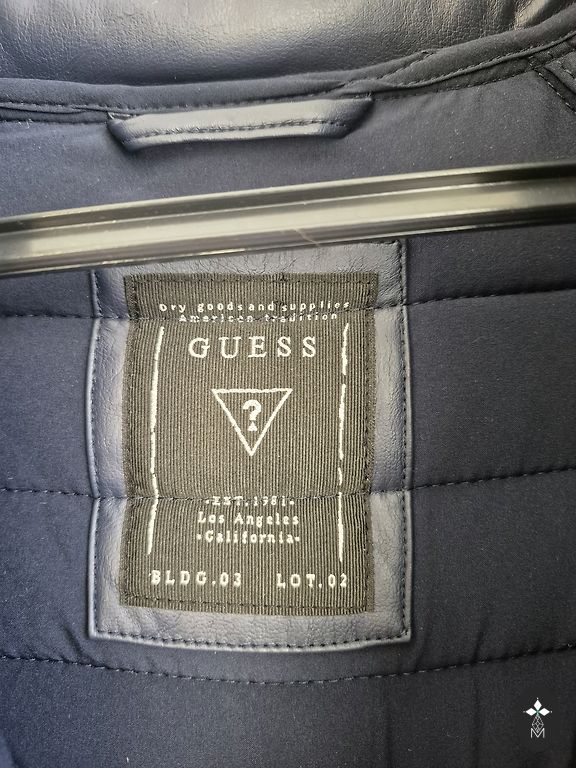 Dry goods and supplies
American tradition
GUESS
?
·EST.1981·
Los Angeles
·California·
BLDG.03 LOT.02
M